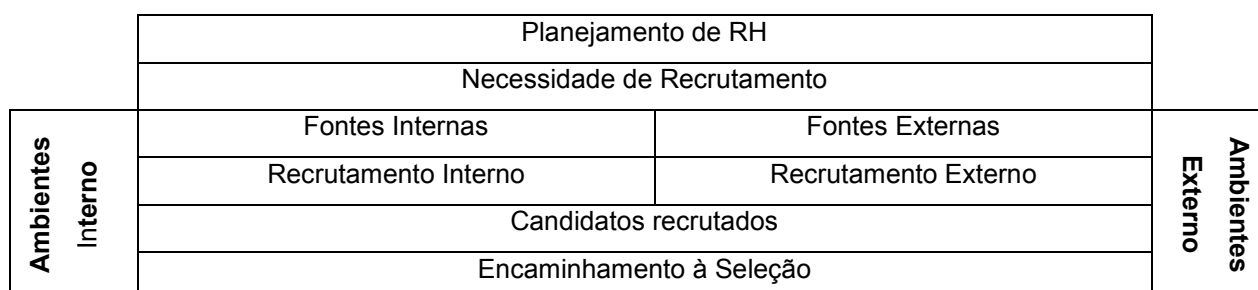 Planejamento de RH
Necessidade de Recrutamento
Ambientes
Interno
Fontes Internas
Fontes Externas
Recrutamento Interno
Recrutamento Externo
Candidatos recrutados
Encaminhamento à Seleção
Ambientes
Externo